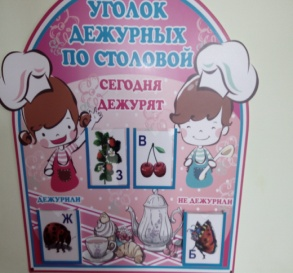 УГОЛОК
ДЕЖУРНЫХ
ПО СТОЛОВОЙ
СЕГОДНЯ
ДЕЖУРЯТ
З
В
ДЕЖУРИЛИ
НЕ ДЕЖУРИЛИ
Ж
Б